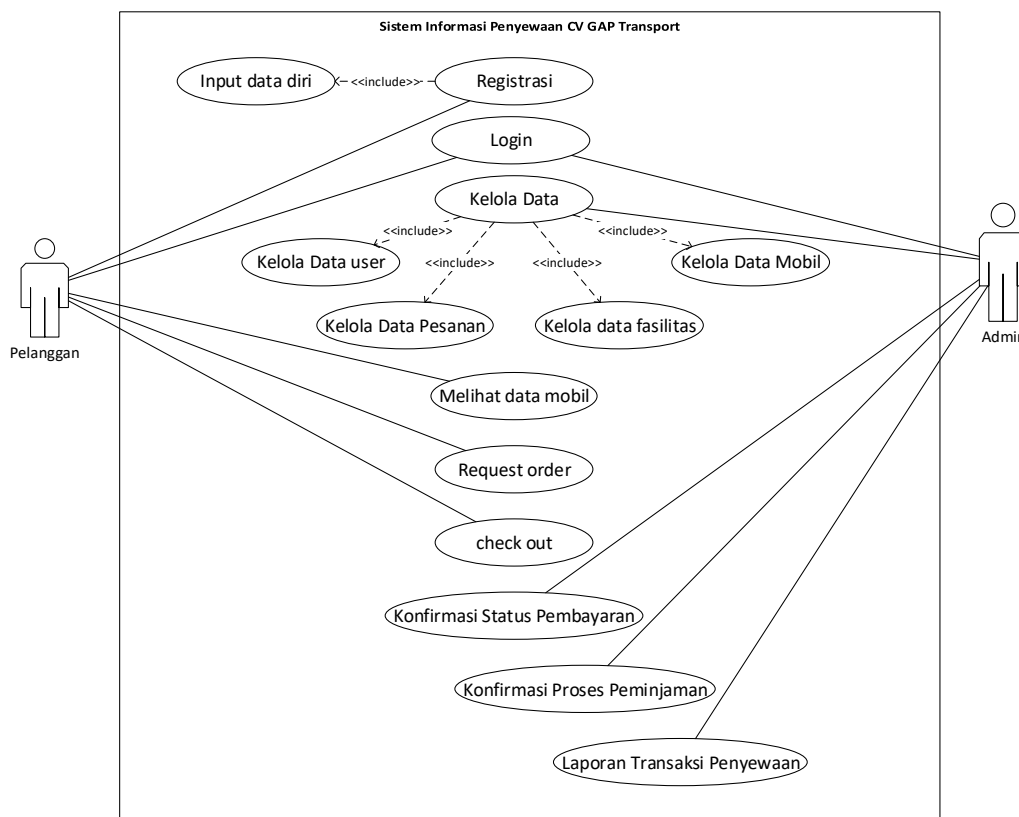 Sistem Informasi Penyewaan CV GAP Transport
Input data diri
<<include>>
Registrasi
Login
Kelola Data
<<include>>
<<include>>
Kelola Data user
<<include>>
<<include>>
Kelola Data Mobil
Kelola Data Pesanan
Kelola data fasilitas
Pelanggan
Admin
Melihat data mobil
Request order
check out
Konfirmasi Status Pembayaran
Konfirmasi Proses Peminjaman
Laporan Transaksi Penyewaan